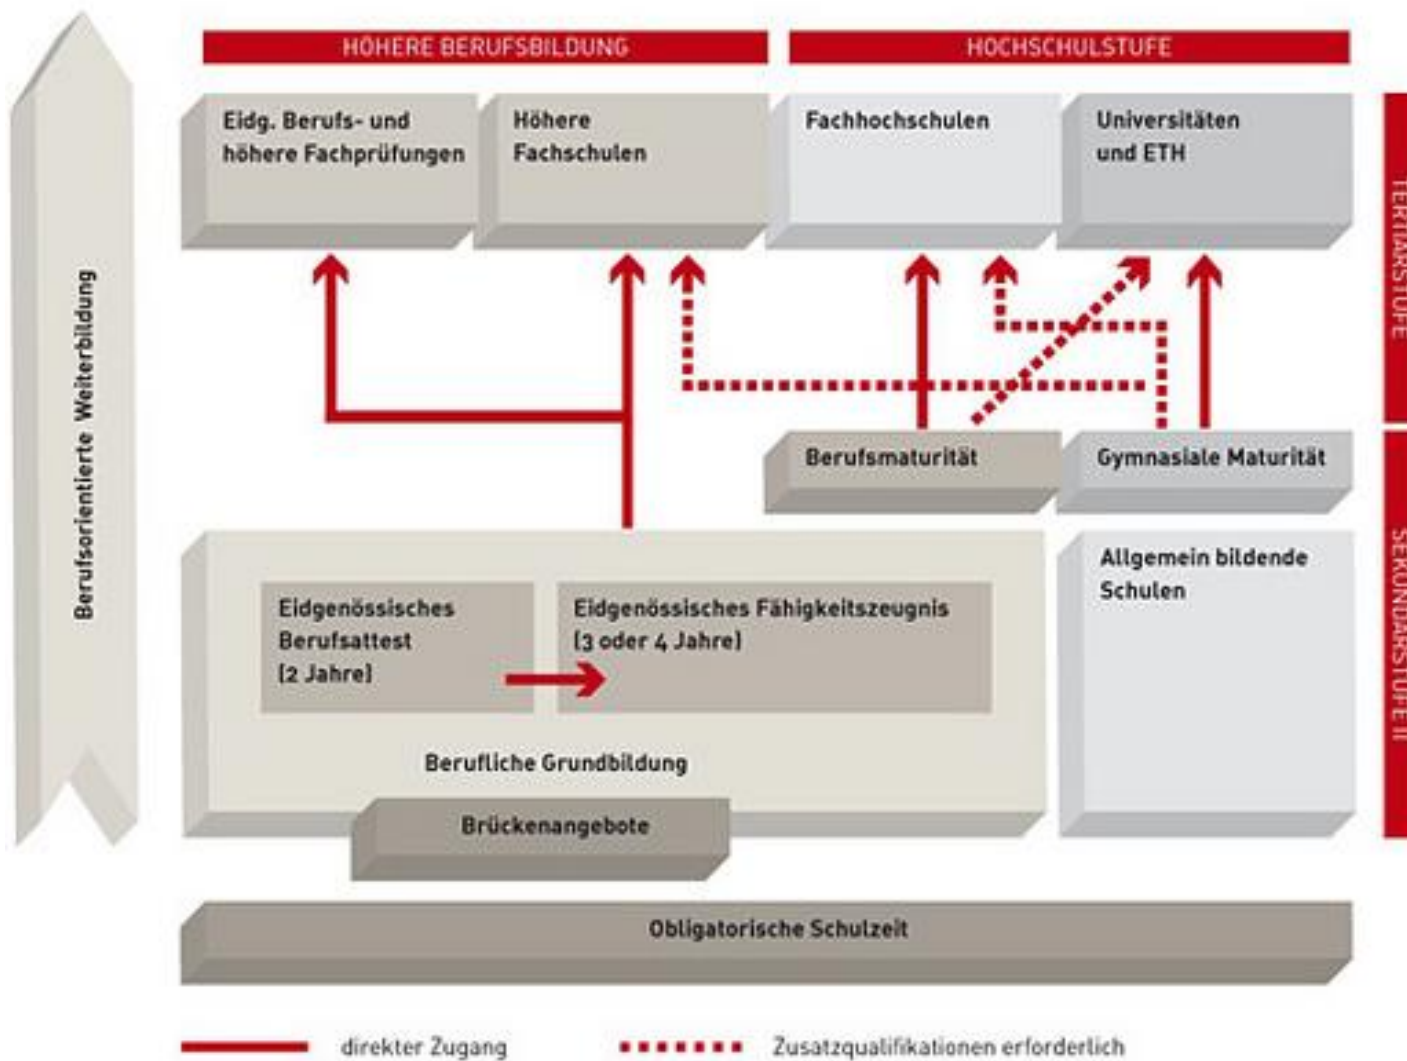 HÖHERE BERUFSBILDUNG
HOCHSCHULSTUFE
Eidg. Berufs- und
höhere Fachprüfungen
Höhere
Fachschulen
Fachhochschulen
Universitäten
und ETH
TERTIÄRSTUFE
Berufsorientierte Weiterbildung
Berufsmaturität
Gymnasiale Maturität
SEKUNDARSTUFE II
Allgemein bildende
Schulen
Eidgenössisches
Berufsattest
(2 Jahre)
Eidgenössisches Fähigkeitszeugnis
(3 oder 4 Jahre)
Berufliche Grundbildung
Brückenangebote
Obligatorische Schulzeit
direkter Zugang
Zusatzqualifikationen erforderlich